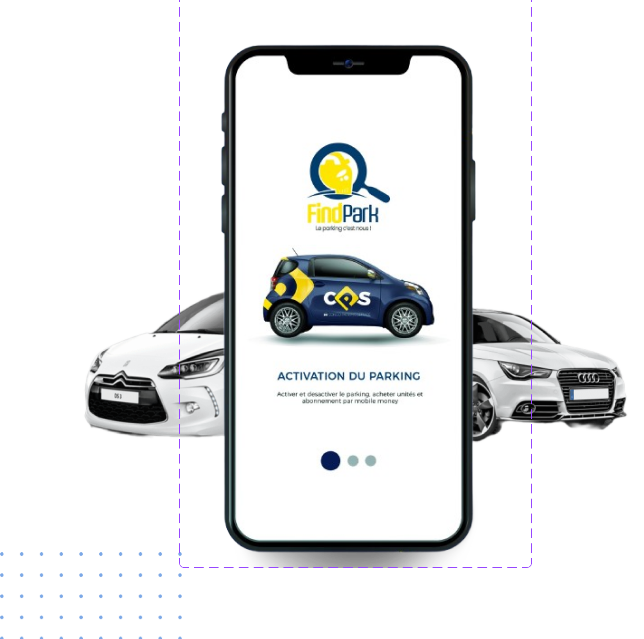 FindPark
Le parking c'est nous !
CPS
ACTIVATION DU PARKING
Activer et desactiver le parking, acheter unités et
abonnement par mobile money
DS 3